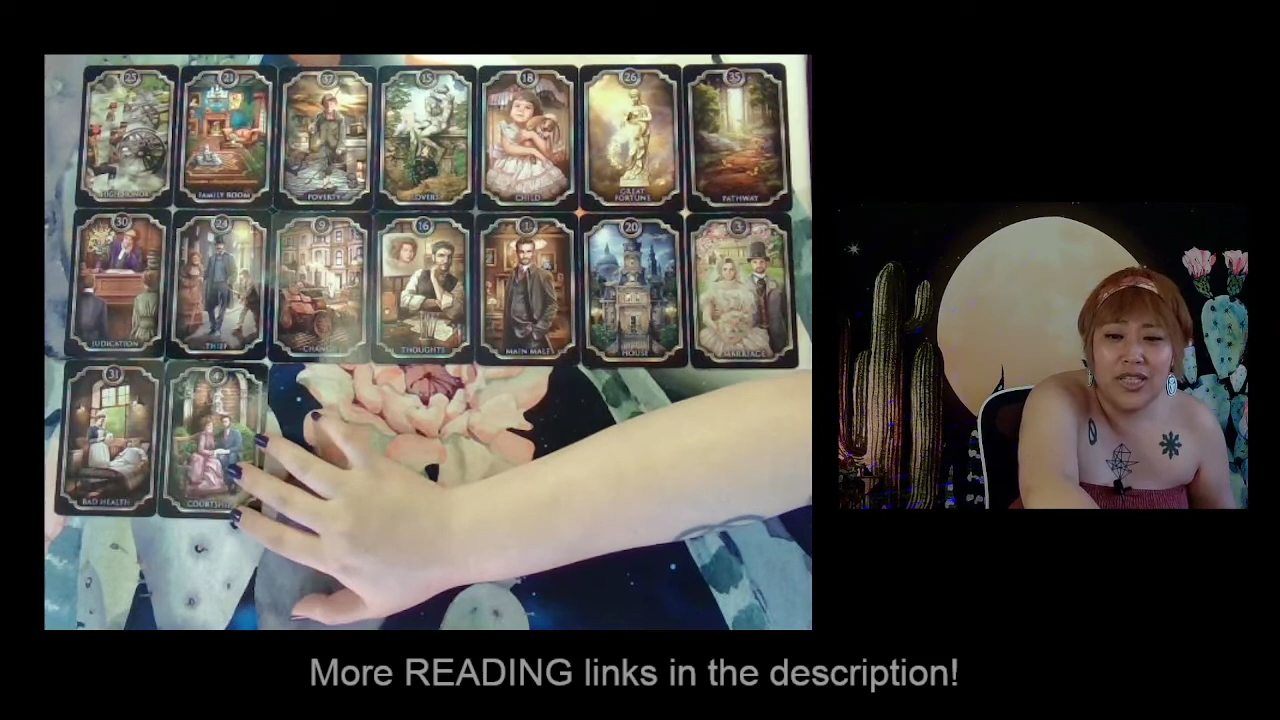 25 21 37 15 18 26 35
FAMILY ROOM POVERTY LOVERS CHILD GREAT FORTUNE PATHWAY
30 24 9 16 1 20 3
JUDICATION THIEF THOUGHTS MAIN MALE HOUSE MARRIAGE
31 4
BAD HEALTH COURTSHIP
More READING links in the description!